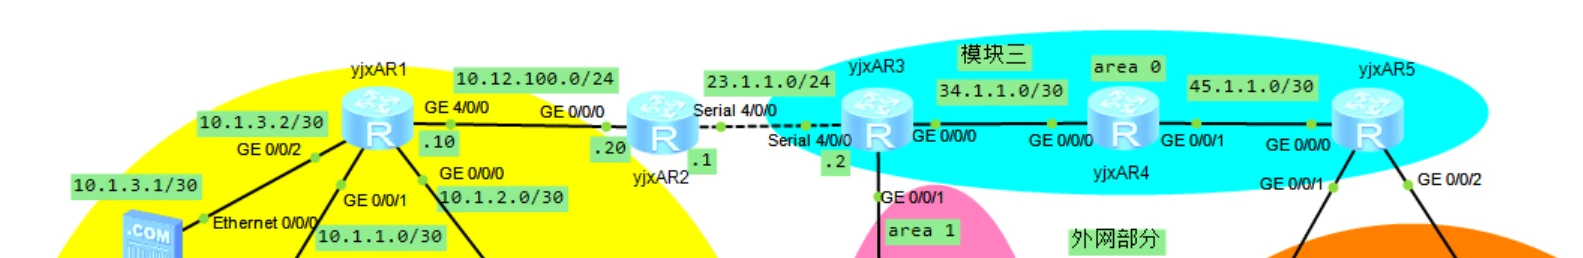 模块三
yjxAR1
yjxAR3
area 0
yjxAR5
10.12.100.0/24
23.1.1.0/24
34.1.1.0/30
45.1.1.0/30
GE 4/0/0
GE 0/0/0
Serial 4/0/0
10.1.3.2/30
R
R
R
R
R
GE 0/0/2
.10
.20
.1
Serial 4/0/0
.2
GE 0/0/0
GE 0/0/0
GE 0/0/1
GE 0/0/0
yjxAR2
yjxAR4
10.1.3.1/30
GE 0/0/0
GE 0/0/1
10.1.2.0/30
GE 0/0/1
GE 0/0/1
GE 0/0/2
.COM
Ethernet 0/0/0
10.1.1.0/30
area 1
外网部分